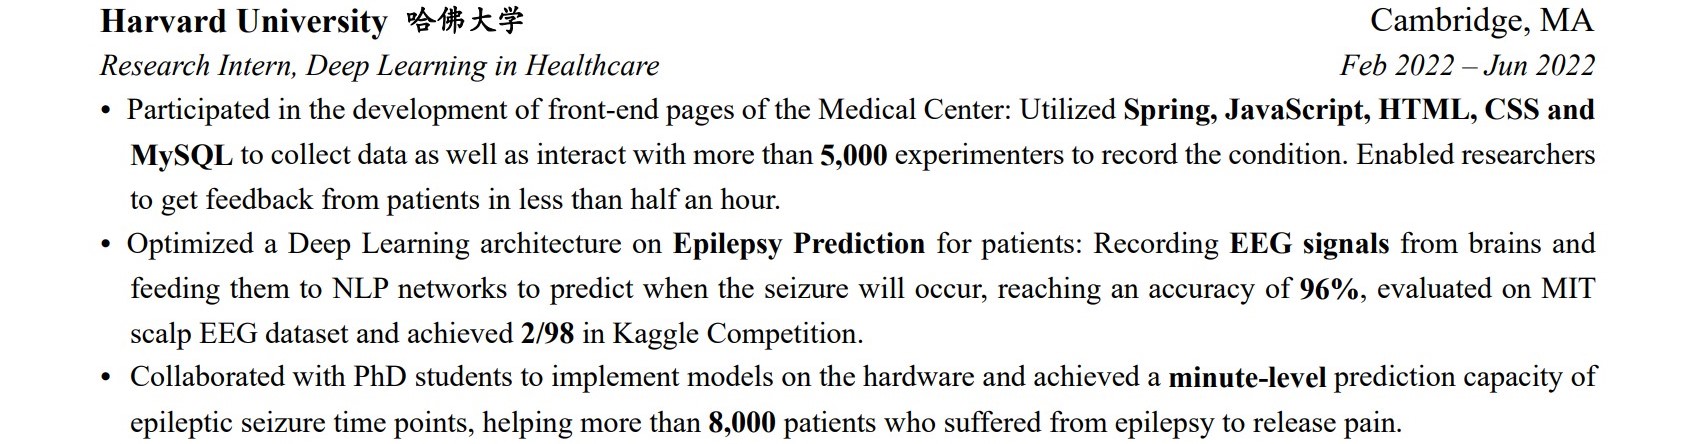 Harvard University 哈佛大学 Cambridge, MA
Research Intern, Deep Learning in Healthcare Feb 2022 – Jun 2022
• Participated in the development of front-end pages of the Medical Center: Utilized Spring, JavaScript, HTML, CSS and
MySQL to collect data as well as interact with more than 5,000 experimenters to record the condition. Enabled researchers
to get feedback from patients in less than half an hour.
• Optimized a Deep Learning architecture on Epilepsy Prediction for patients: Recording EEG signals from brains and
feeding them to NLP networks to predict when the seizure will occur, reaching an accuracy of 96%, evaluated on MIT
scalp EEG dataset and achieved 2/98 in Kaggle Competition.
• Collaborated with PhD students to implement models on the hardware and achieved a minute-level prediction capacity of
epileptic seizure time points, helping more than 8,000 patients who suffered from epilepsy to release pain.